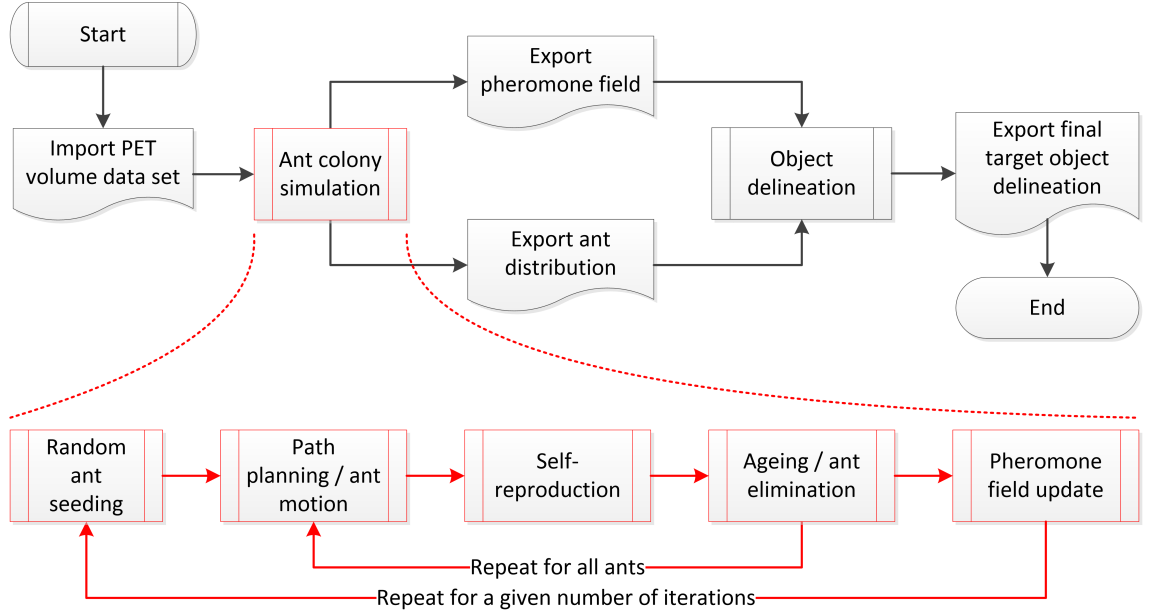 Start
Import PET
volume data set
Ant colony
simulation
Export
pheromone field
Export ant
distribution
Object
delineation
Export final
target object
delineation
End
Random
ant
seeding
Path
planning / ant
motion
Self-
reproduction
Ageing / ant
elimination
Pheromone
field update
Repeat for all ants
Repeat for a given number of iterations